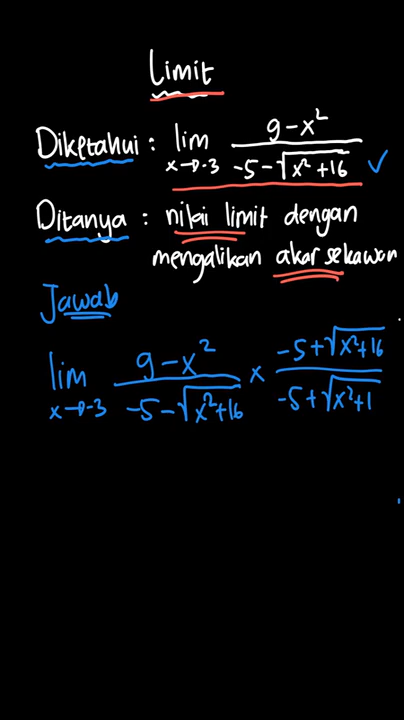 Limit
Diketahui : lim x→-3 (9-x²)/(-5-√(x²+16)) ✓
Ditanya : nilai limit dengan
mengalikan akar sekawan
Jawab
lim x→-3 (9-x²)/(-5-√(x²+16)) × (-5+√(x²+16))/(-5+√(x²+1